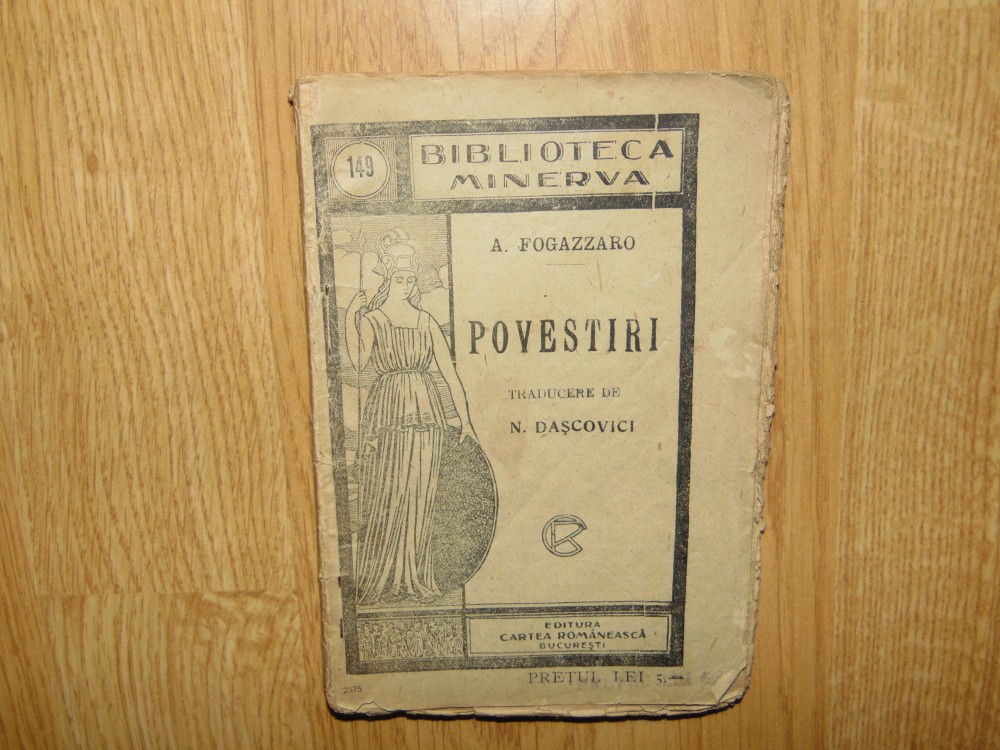 149
BIBLIOTECA
MINERVA
A. FOGAZZARO
POVESTIRI
TRADUCERE DE
N. DAȘCOVICI
EDITURA
CARTEA ROMÂNEASCĂ
BUCUREȘTI
PREȚUL LEI 5.—